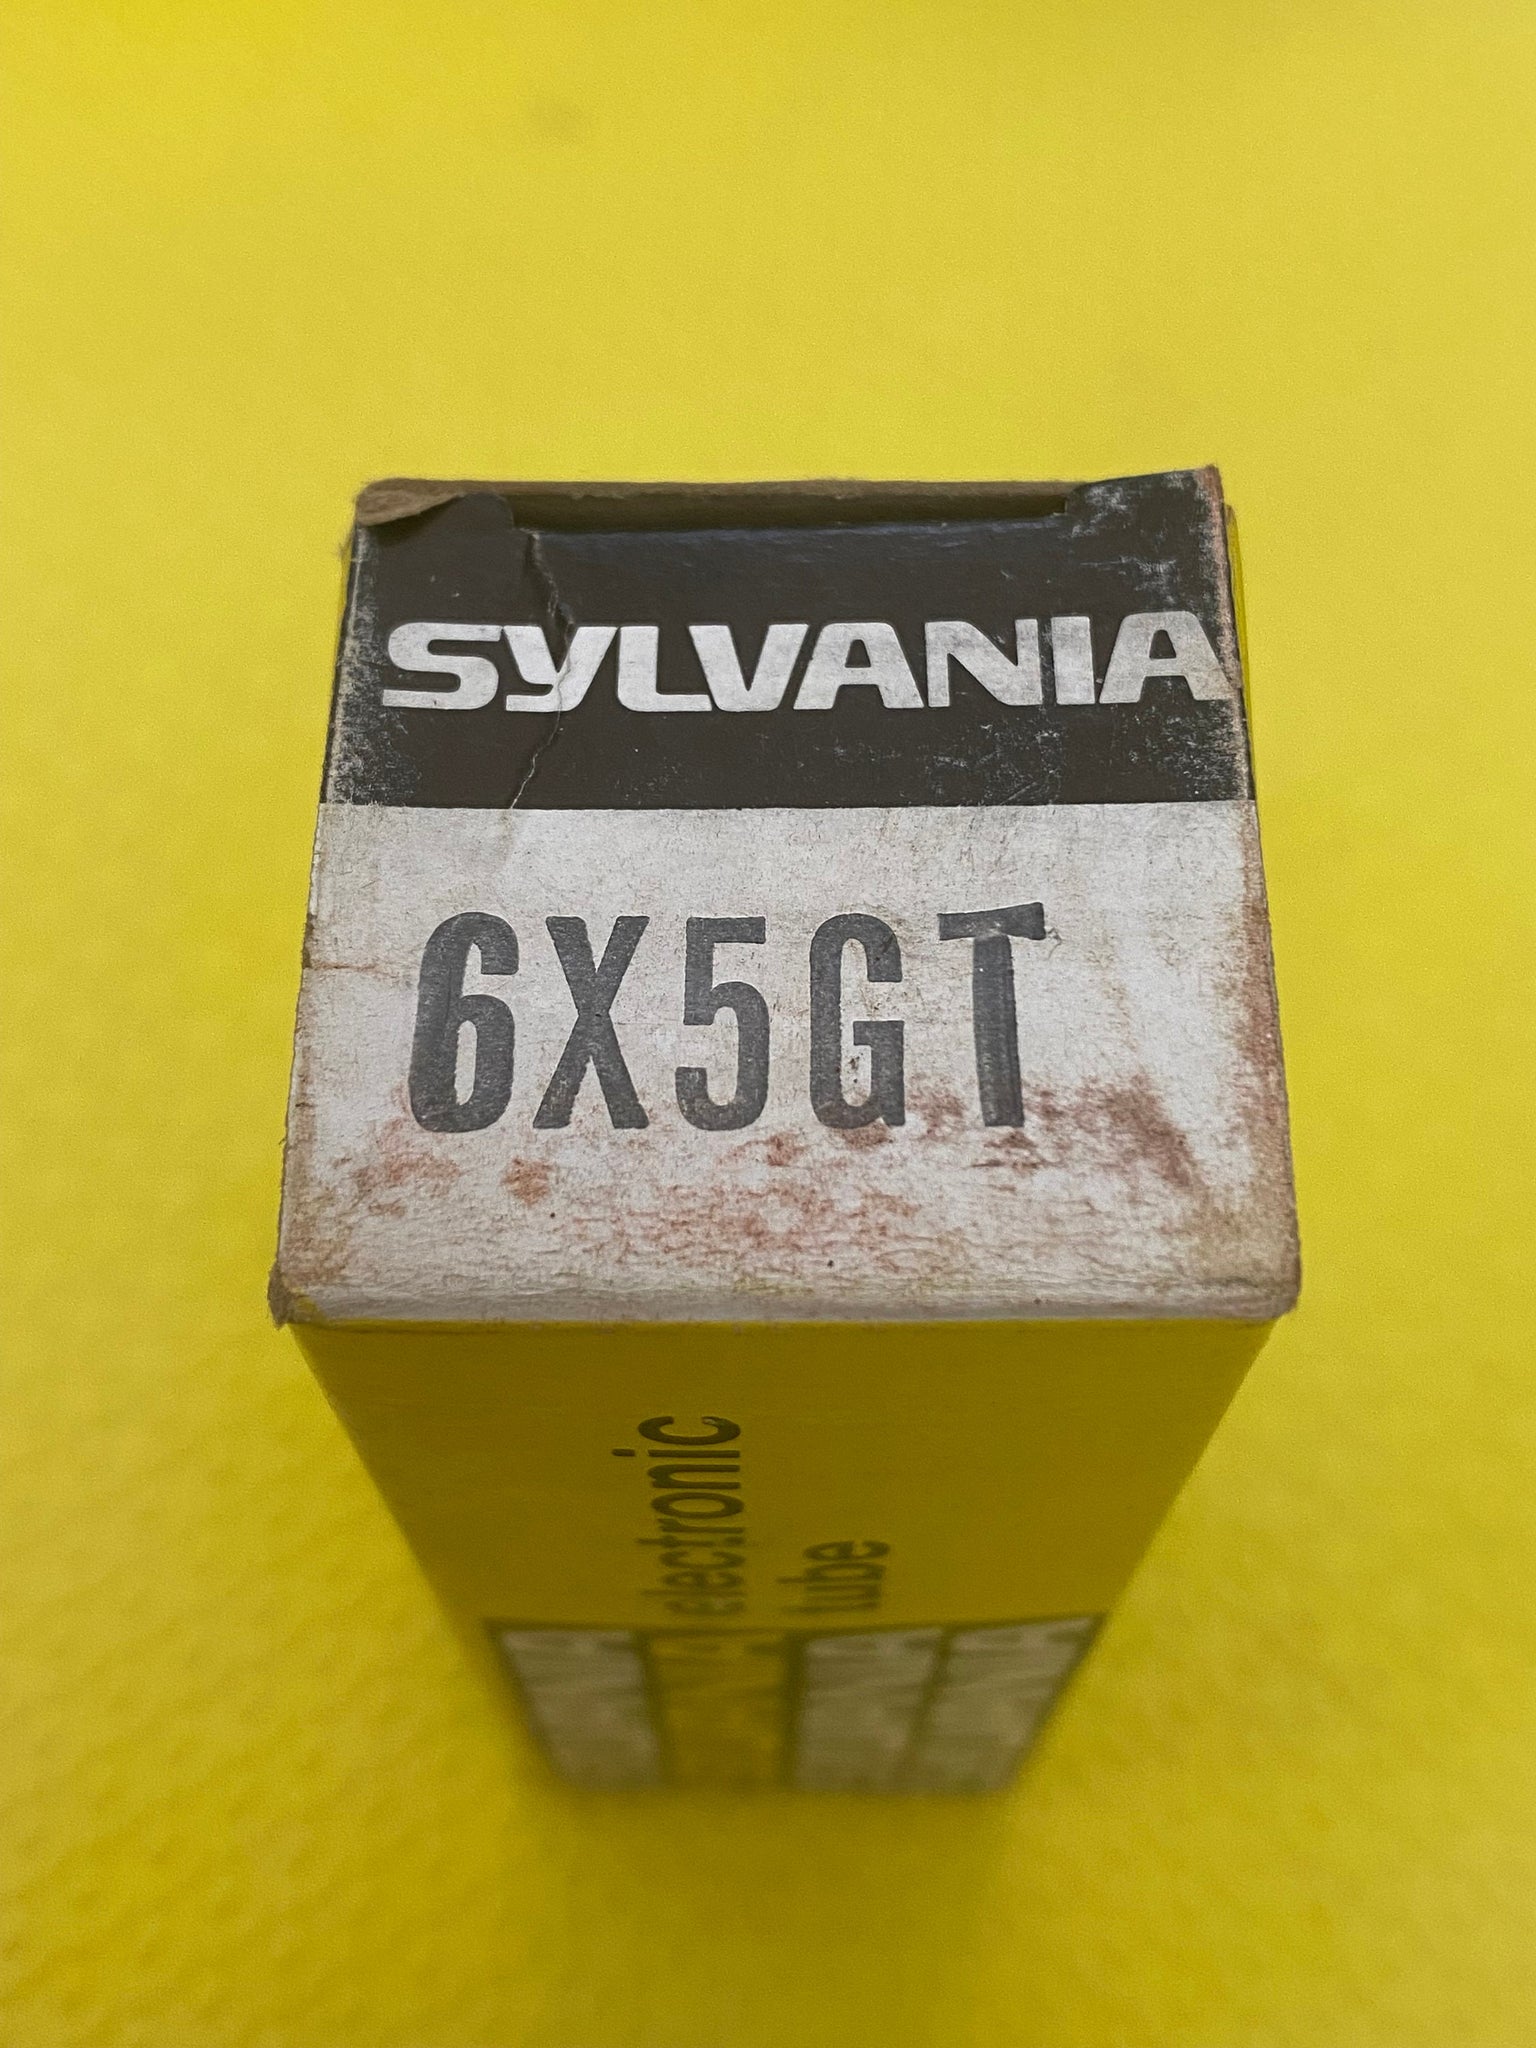 SYLVANIA
6X5GT
electronic
tube